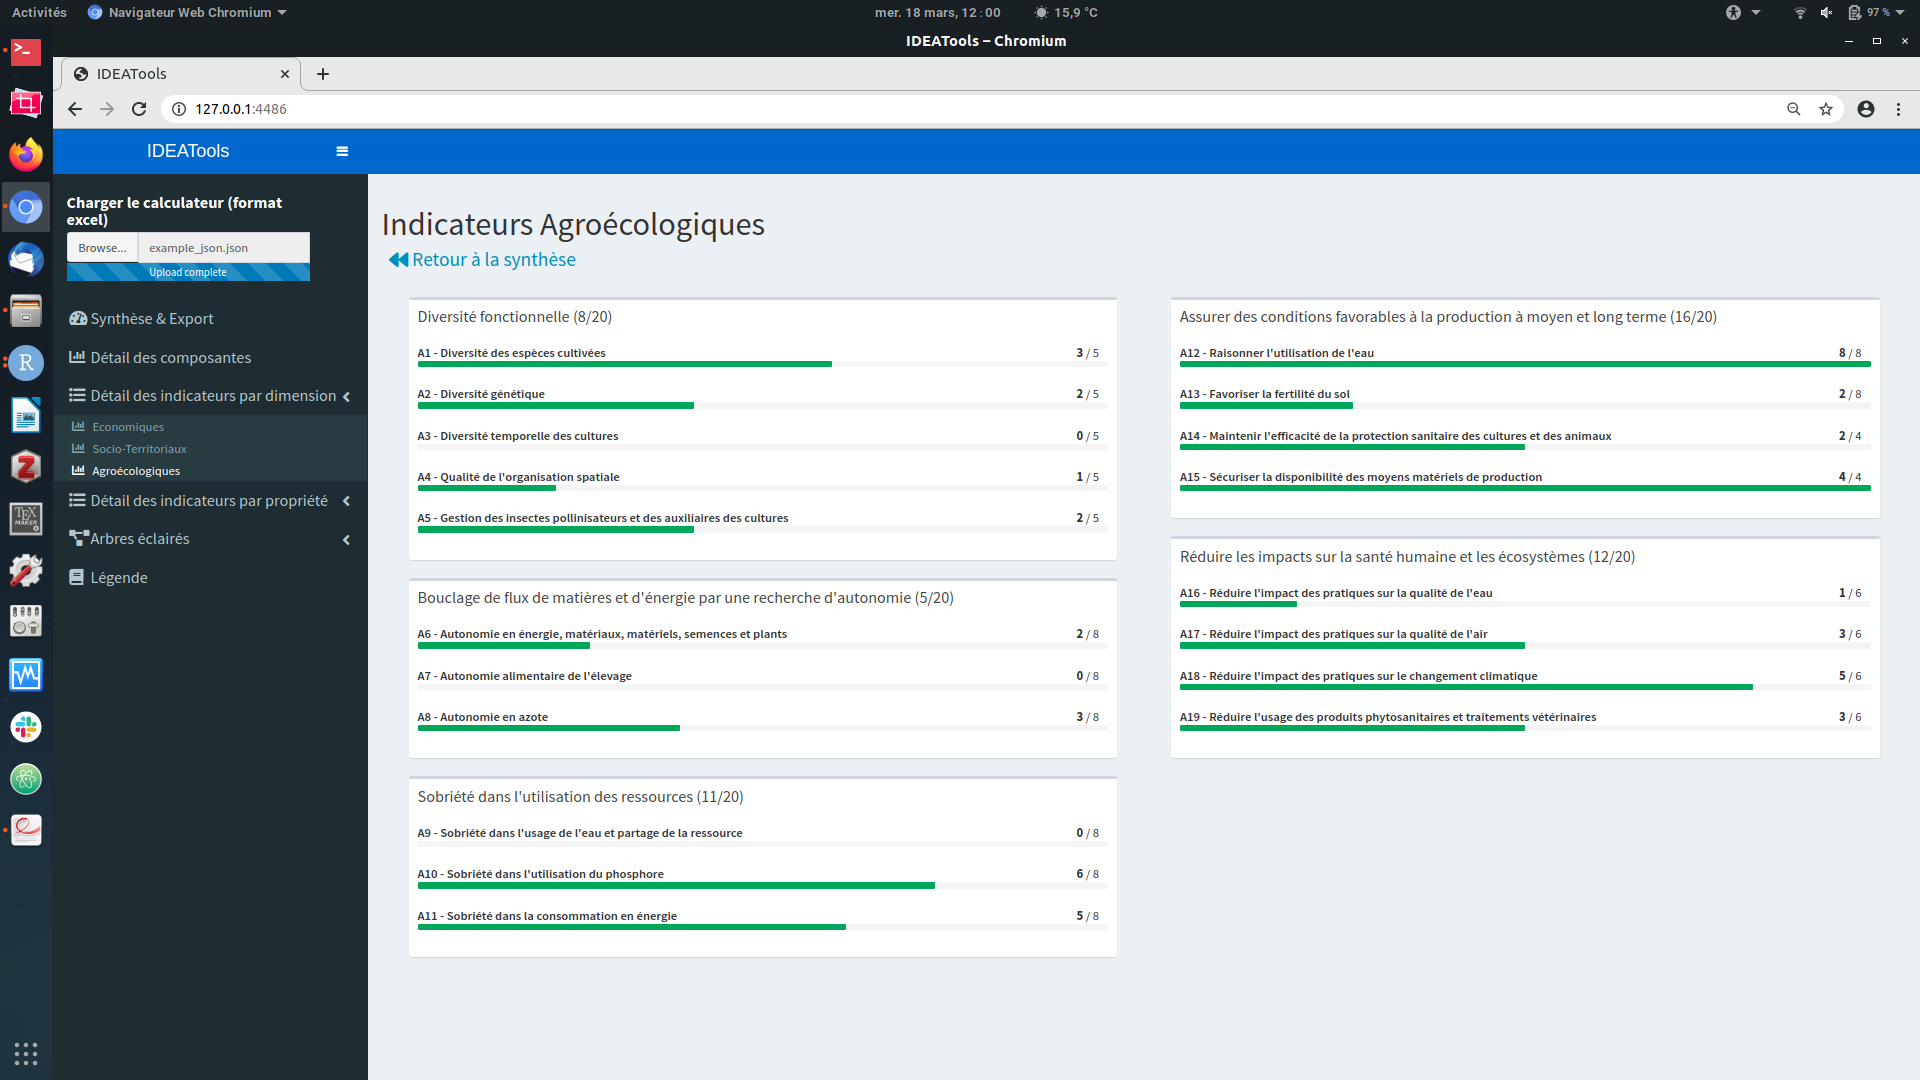 Activités
Navigateur Web Chromium
mer. 18 mars, 12 : 00
15,9 °C
97 %
IDEATools – Chromium
IDEATools
127.0.0.1:4486
IDEATools
Charger le calculateur (format
excel)
Browse...
example_json.json
Upload complete
Synthèse & Export
Détail des composantes
Détail des indicateurs par dimension
Economiques
Socio-Territoriaux
Agroécologiques
Détail des indicateurs par propriété
Arbres éclairés
Légende
Indicateurs Agroécologiques
Retour à la synthèse
Diversité fonctionnelle (8/20)
A1 - Diversité des espèces cultivées 3 / 5
A2 - Diversité génétique 2 / 5
A3 - Diversité temporelle des cultures 0 / 5
A4 - Qualité de l'organisation spatiale 1 / 5
A5 - Gestion des insectes pollinisateurs et des auxiliaires des cultures 2 / 5
Bouclage de flux de matières et d'énergie par une recherche d'autonomie (5/20)
A6 - Autonomie en énergie, matériaux, matériels, semences et plants 2 / 8
A7 - Autonomie alimentaire de l'élevage 0 / 8
A8 - Autonomie en azote 3 / 8
Sobriété dans l'utilisation des ressources (11/20)
A9 - Sobriété dans l'usage de l'eau et partage de la ressource 0 / 8
A10 - Sobriété dans l'utilisation du phosphore 6 / 8
A11 - Sobriété dans la consommation en énergie 5 / 8
Assurer des conditions favorables à la production à moyen et long terme (16/20)
A12 - Raisonner l'utilisation de l'eau 8 / 8
A13 - Favoriser la fertilité du sol 2 / 8
A14 - Maintenir l'efficacité de la protection sanitaire des cultures et des animaux 2 / 4
A15 - Sécuriser la disponibilité des moyens matériels de production 4 / 4
Réduire les impacts sur la santé humaine et les écosystèmes (12/20)
A16 - Réduire l'impact des pratiques sur la qualité de l'eau 1 / 6
A17 - Réduire l'impact des pratiques sur la qualité de l'air 3 / 6
A18 - Réduire l'impact des pratiques sur le changement climatique 5 / 6
A19 - Réduire l'usage des produits phytosanitaires et traitements vétérinaires 3 / 6
R
Z
TEX
MAKER